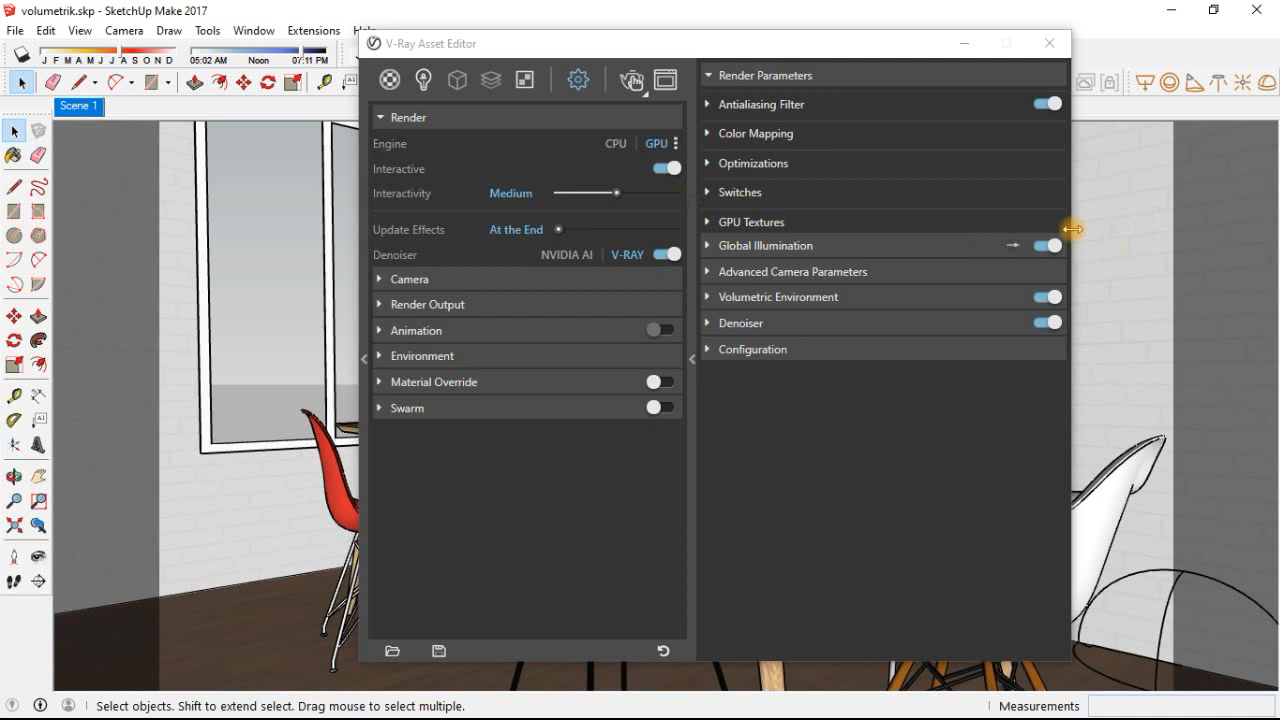 volumetrik.skp - SketchUp Make 2017
File Edit View Camera Draw Tools Window Extensions
J F M A M J J A S O N D 05:02 AM Noon 07:11 PM
Scene 1
V-Ray Asset Editor
Render
Engine CPU GPU
Interactive
Interactivity Medium
Update Effects At the End
Denoiser NVIDIA AI V-RAY
Camera
Render Output
Animation
Environment
Material Override
Swarm
Render Parameters
Antialiasing Filter
Color Mapping
Optimizations
Switches
GPU Textures
Global Illumination
Advanced Camera Parameters
Volumetric Environment
Denoiser
Configuration
Select objects. Shift to extend select. Drag mouse to select multiple.
Measurements